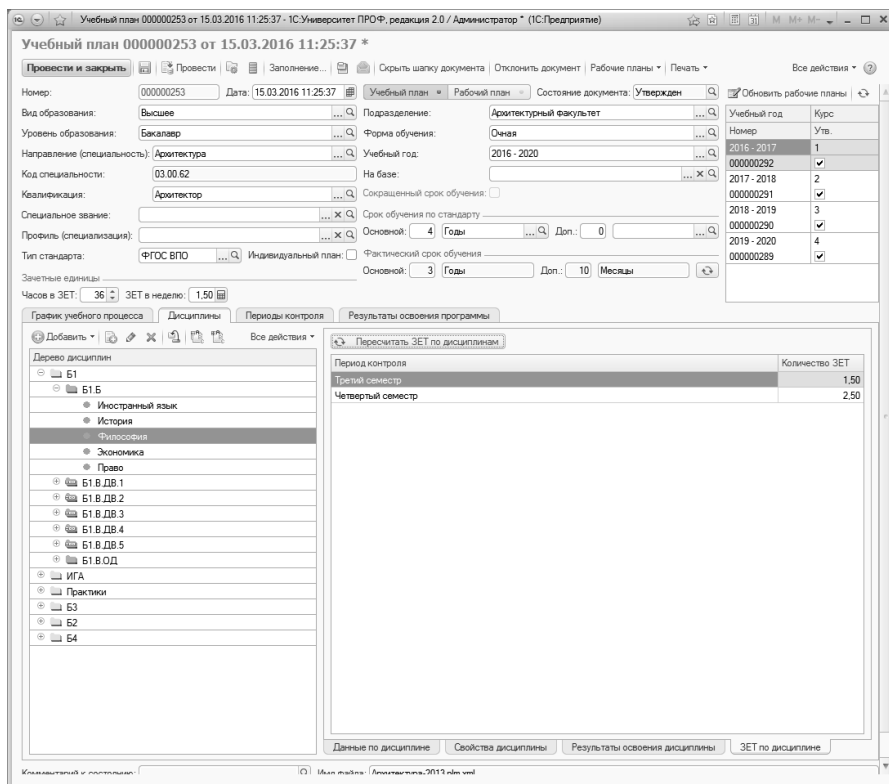 Учебный план 000000253 от 15.03.2016 11:25:37 - 1С:Университет ПРОФ, редакция 2.0 / Администратор * (1С:Предприятие) M M+ M-
Учебный план 000000253 от 15.03.2016 11:25:37 *
Провести и закрыть Провести Заполнение... Скрыть шапку документа Отклонить документ Рабочие планы Печать Все действия
Номер: 000000253 Дата: 15.03.2016 11:25:37 Учебный план Рабочий план Состояние документа: Утвержден Обновить рабочие планы
Вид образования: Высшее Подразделение: Архитектурный факультет Учебный год Курс
Уровень образования: Бакалавр Форма обучения: Очная Номер Утв.
Направление (специальность): Архитектура Учебный год: 2016 - 2020 2016 - 2017 1
000000292
Код специальности: 03.00.62 На базе: 2017 - 2018 2
Квалификация: Архитектор Сокращенный срок обучения: 000000291
Специальное звание: Срок обучения по стандарту 2018 - 2019 3
Профиль (специализация): Основной: 4 Годы Доп.: 0 000000290
2019 - 2020 4
Тип стандарта: ФГОС ВПО Индивидуальный план: Фактический срок обучения 000000289
Зачетные единицы Основной: 3 Годы Доп.: 10 Месяцы
Часов в ЗЕТ: 36 ЗЕТ в неделю: 1,50
График учебного процесса Дисциплины Периоды контроля Результаты освоения программы
Добавить Все действия Пересчитать ЗЕТ по дисциплинам
Дерево дисциплин Период контроля Количество ЗЕТ
Б1 Третий семестр 1,50
Б1.Б Четвертый семестр 2,50
Иностранный язык
История
Философия
Экономика
Право
Б1.В.ДВ.1
Б1.В.ДВ.2
Б1.В.ДВ.3
Б1.В.ДВ.4
Б1.В.ДВ.5
Б1.В.ОД
ИГА
Практики
Б3
Б2
Б4
Данные по дисциплине Свойства дисциплины Результаты освоения дисциплины ЗЕТ по дисциплине
Комментарий к состоянию: Имя файла: Архитектура-2013.plm.xml